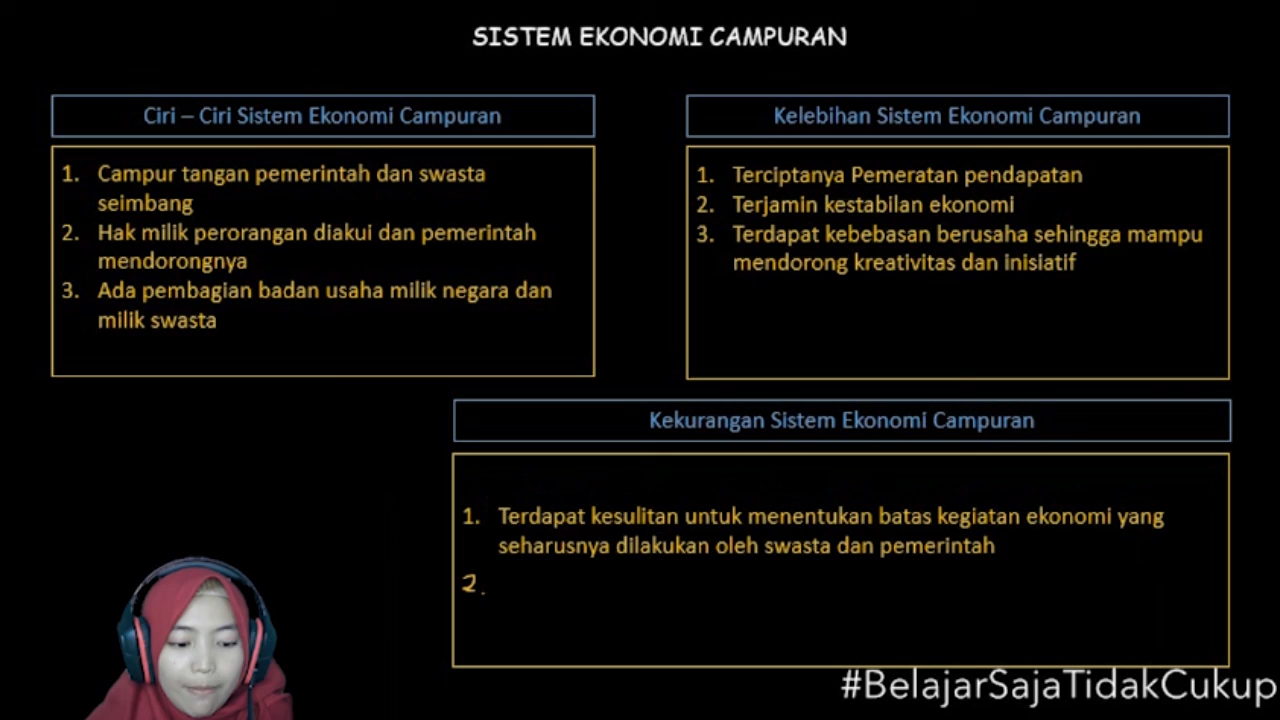 SISTEM EKONOMI CAMPURAN
Ciri – Ciri Sistem Ekonomi Campuran
1. Campur tangan pemerintah dan swasta
seimbang
2. Hak milik perorangan diakui dan pemerintah
mendorongnya
3. Ada pembagian badan usaha milik negara dan
milik swasta
Kelebihan Sistem Ekonomi Campuran
1. Terciptanya Pemeratan pendapatan
2. Terjamin kestabilan ekonomi
3. Terdapat kebebasan berusaha sehingga mampu
mendorong kreativitas dan inisiatif
Kekurangan Sistem Ekonomi Campuran
1. Terdapat kesulitan untuk menentukan batas kegiatan ekonomi yang
seharusnya dilakukan oleh swasta dan pemerintah
2.
#BelajarSajaTidakCukup